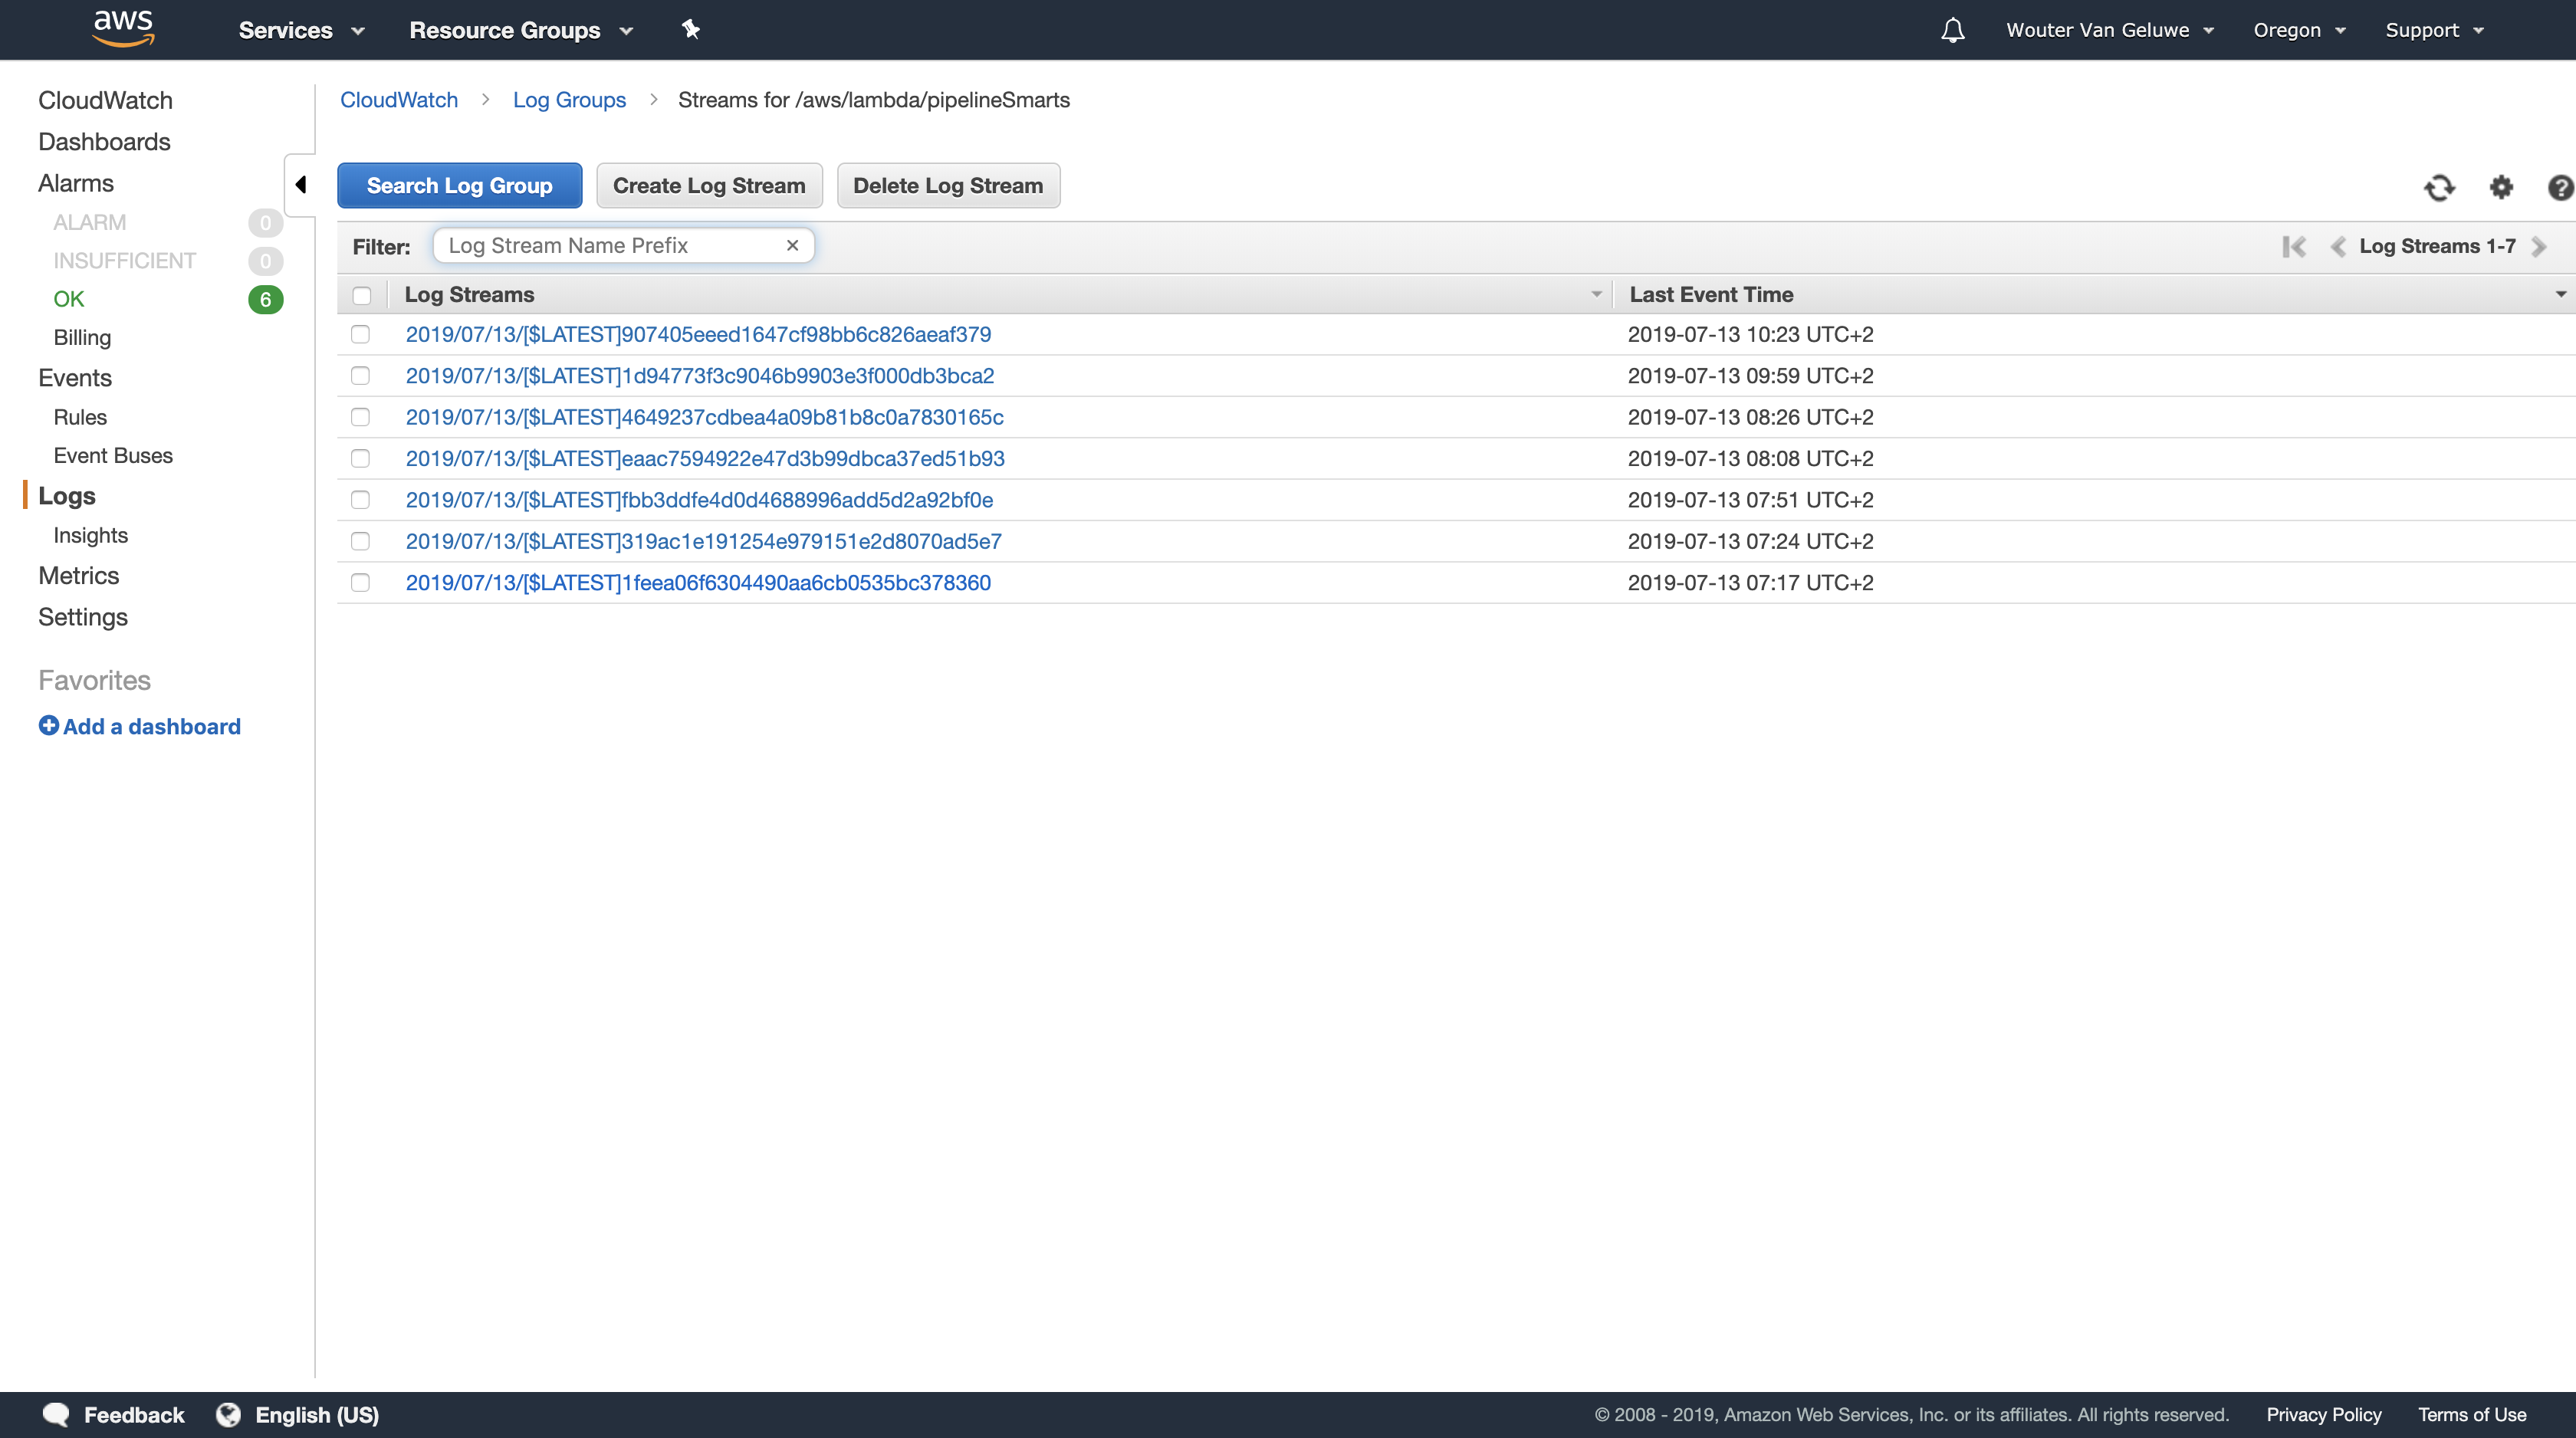 aws Services Resource Groups Wouter Van Geluwe Oregon Support
CloudWatch
Dashboards
Alarms
ALARM 0
INSUFFICIENT 0
OK 6
Billing
Events
Rules
Event Buses
Logs
Insights
Metrics
Settings
Favorites
Add a dashboard
CloudWatch > Log Groups > Streams for /aws/lambda/pipelineSmarts
Search Log Group Create Log Stream Delete Log Stream
Filter: Log Stream Name Prefix × Log Streams 1-7
Log Streams Last Event Time
2019/07/13/[$LATEST]907405eeed1647cf98bb6c826aeaf379 2019-07-13 10:23 UTC+2
2019/07/13/[$LATEST]1d94773f3c9046b9903e3f000db3bca2 2019-07-13 09:59 UTC+2
2019/07/13/[$LATEST]4649237cdbea4a09b81b8c0a7830165c 2019-07-13 08:26 UTC+2
2019/07/13/[$LATEST]eaac7594922e47d3b99dbca37ed51b93 2019-07-13 08:08 UTC+2
2019/07/13/[$LATEST]fbb3ddfe4d0d4688996add5d2a92bf0e 2019-07-13 07:51 UTC+2
2019/07/13/[$LATEST]319ac1e191254e979151e2d8070ad5e7 2019-07-13 07:24 UTC+2
2019/07/13/[$LATEST]1feea06f6304490aa6cb0535bc378360 2019-07-13 07:17 UTC+2
Feedback English (US) © 2008 - 2019, Amazon Web Services, Inc. or its affiliates. All rights reserved. Privacy Policy Terms of Use